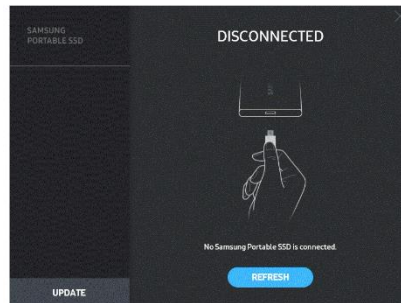 SAMSUNG
PORTABLE SSD
DISCONNECTED
No Samsung Portable SSD is connected.
REFRESH
UPDATE